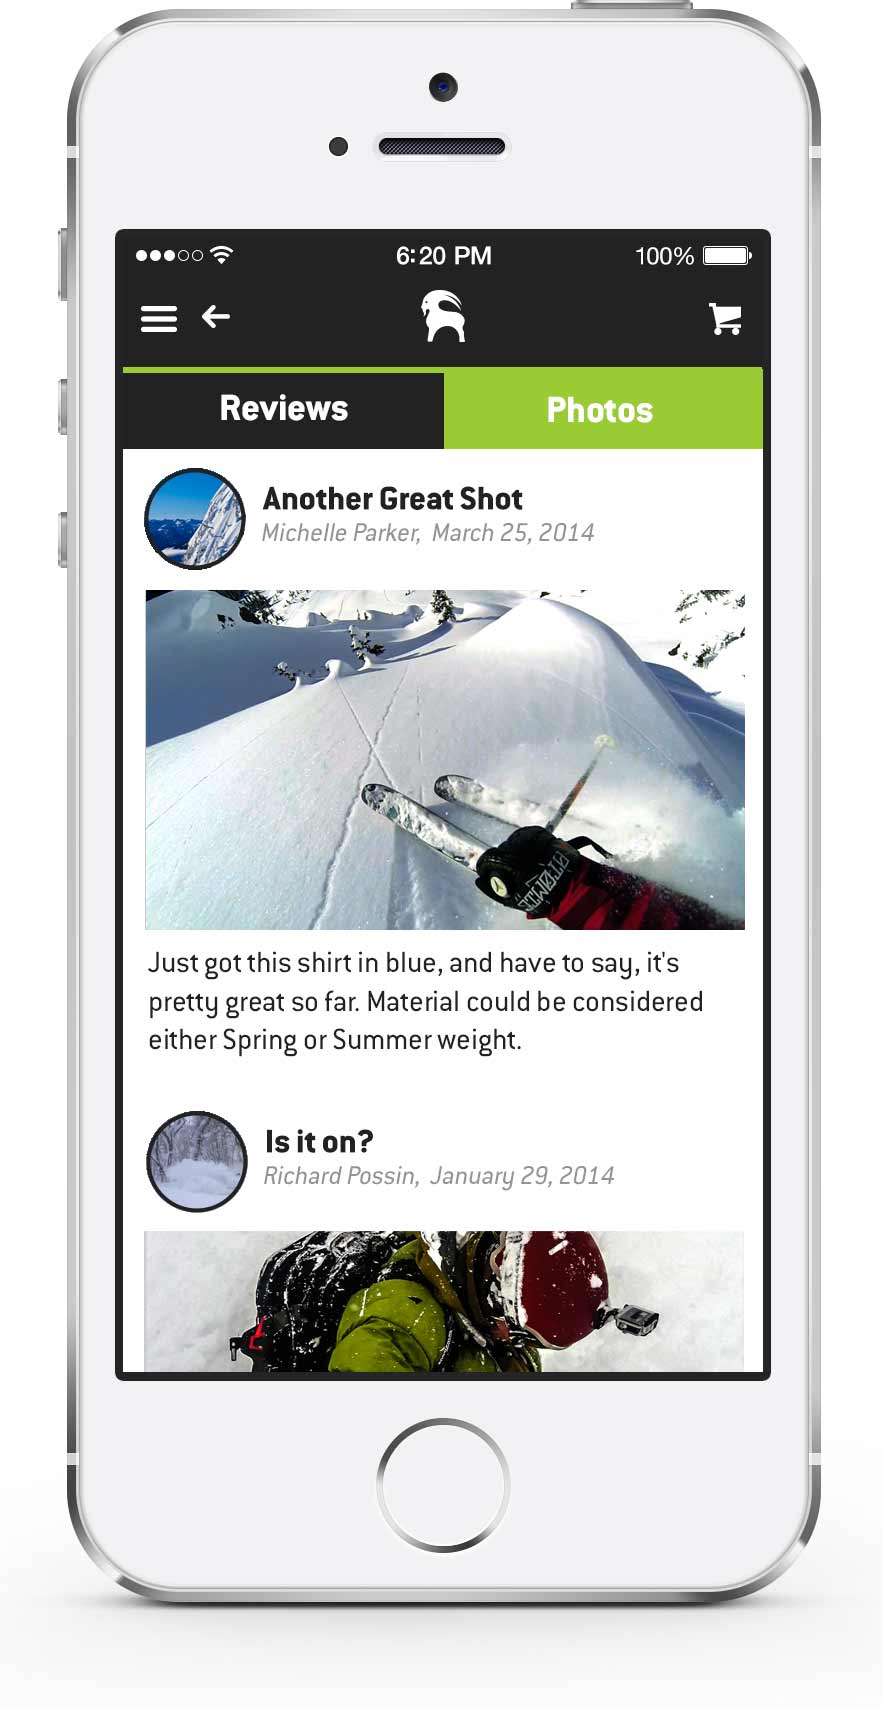 6:20 PM
100%
Reviews
Photos
Another Great Shot
Michelle Parker, March 25, 2014
Just got this shirt in blue, and have to say, it's
pretty great so far. Material could be considered
either Spring or Summer weight.
Is it on?
Richard Possin, January 29, 2014